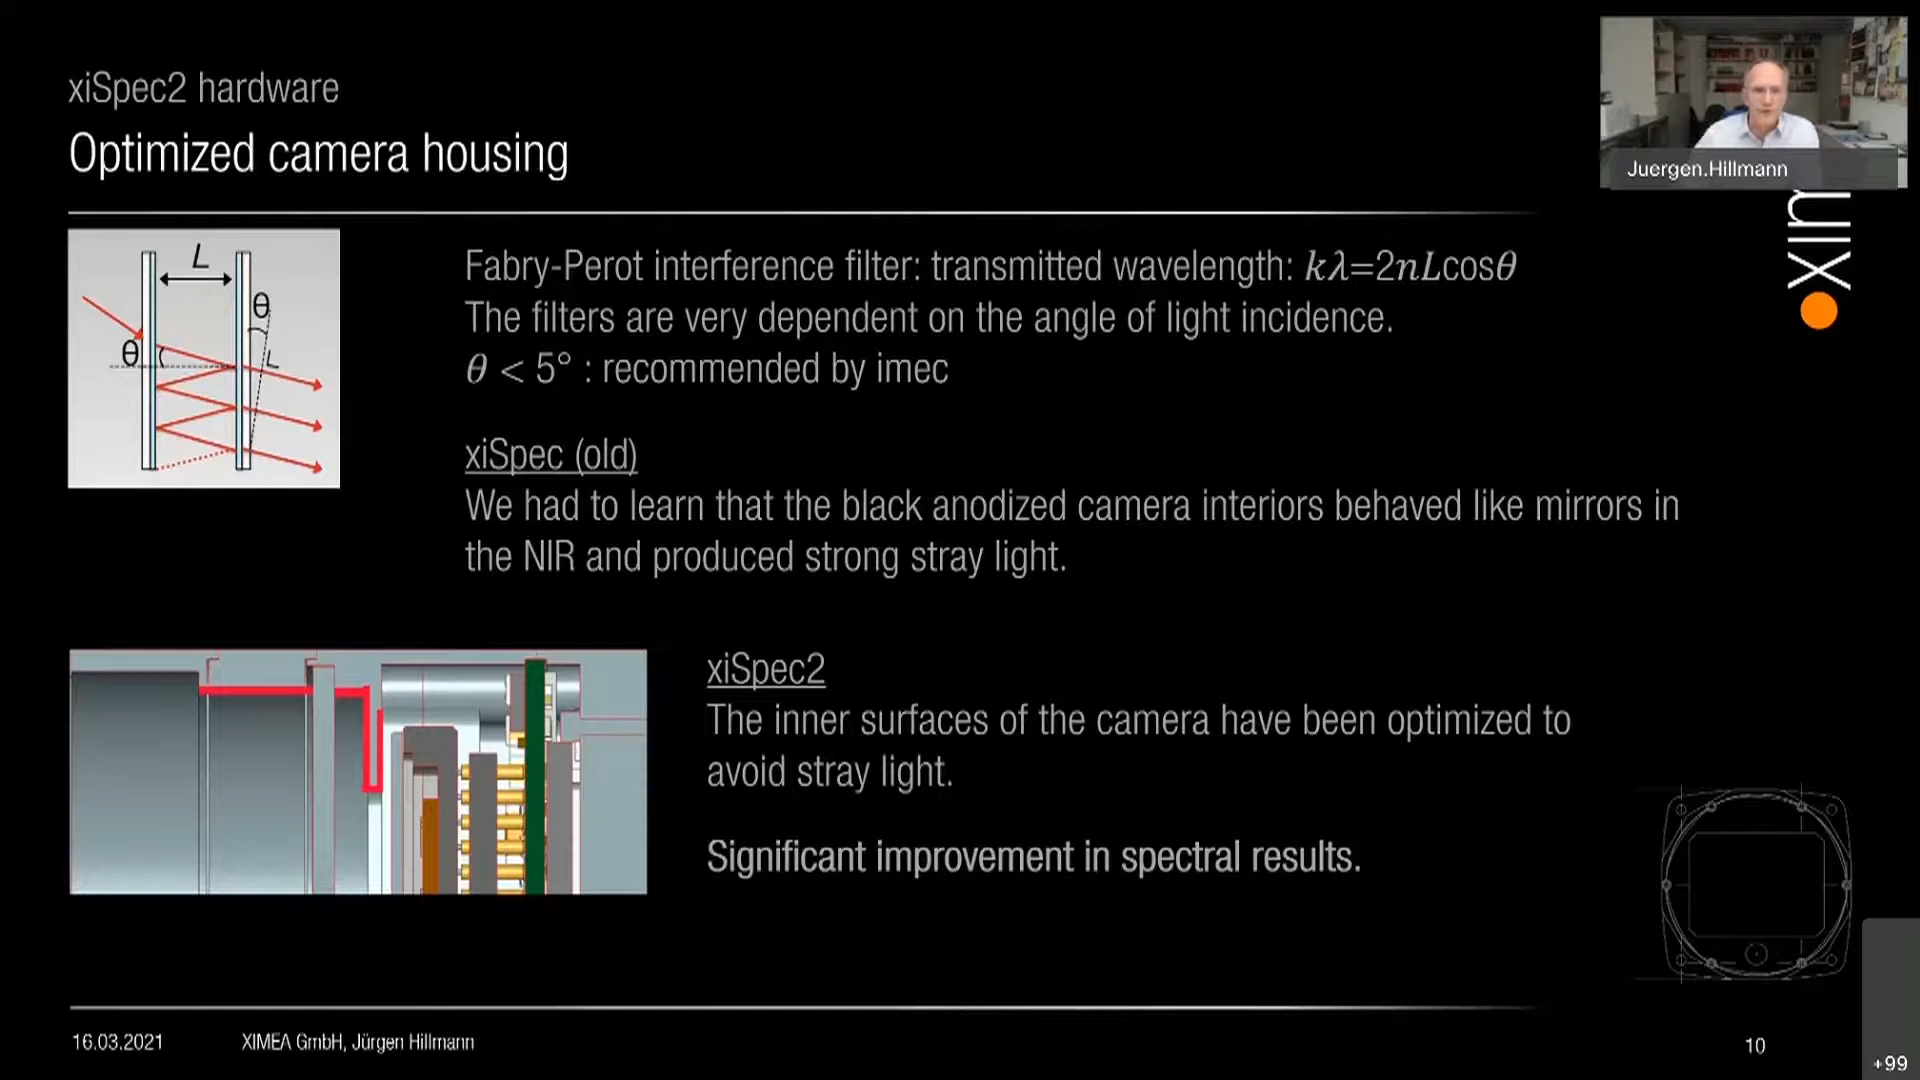 xiSpec2 hardware
Optimized camera housing
Juergen.Hillmann
L
θ
θ
L
Fabry-Perot interference filter: transmitted wavelength: kλ=2nLcosθ
The filters are very dependent on the angle of light incidence.
θ < 5° : recommended by imec
xiSpec (old)
We had to learn that the black anodized camera interiors behaved like mirrors in
the NIR and produced strong stray light.
xiSpec2
The inner surfaces of the camera have been optimized to
avoid stray light.
Significant improvement in spectral results.
16.03.2021
XIMEA GmbH, Jürgen Hillmann
10
+99